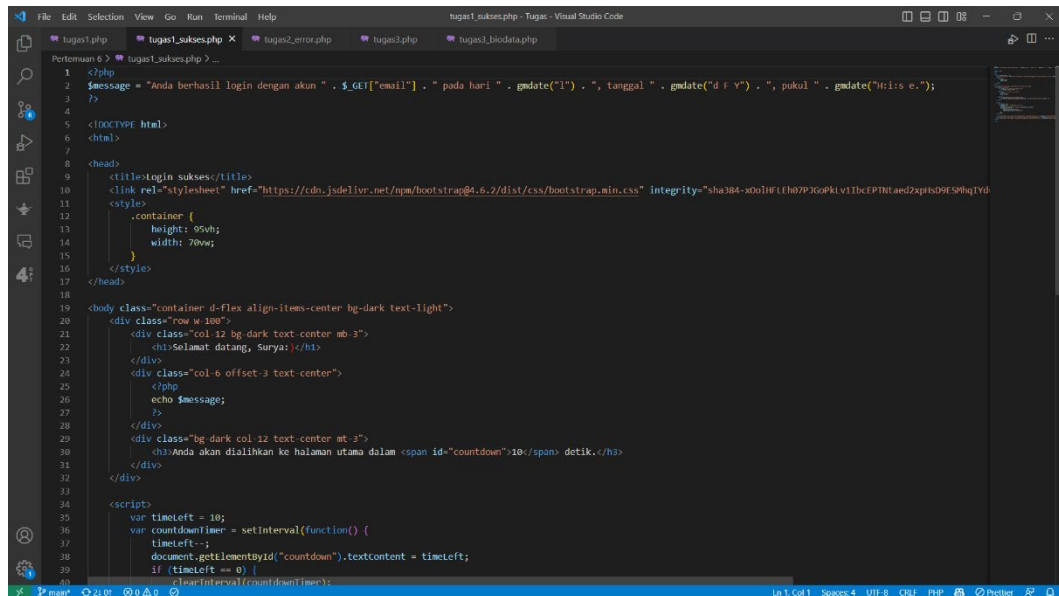 File Edit Selection View Go Run Terminal Help tugas1_sukses.php - Tugas - Visual Studio Code
tugas1.php tugas1_sukses.php X tugas2_error.php tugas3.php tugas3_biodata.php
Pertemuan 6 > tugas1_sukses.php > ...
1 <?php
2 $message = "Anda berhasil login dengan akun " . $_GET["email"] . " pada hari " . gmdate("l") . ", tanggal " . gmdate("d F Y") . ", pukul " . gmdate("H:i:s e.");
3 ?>
4
5 <!DOCTYPE html>
6 <html>
7
8 <head>
9 <title>Login sukses</title>
10 <link rel="stylesheet" href="https://cdn.jsdelivr.net/npm/bootstrap@4.6.2/dist/css/bootstrap.min.css" integrity="
11 <style>
12 .container {
13 height: 95vh;
14 width: 70vw;
15 }
16 </style>
17 </head>
18
19 <body class="container d-flex align-items-center bg-dark text-light">
20 <div class="row w-100">
21 <div class="col-12 bg-dark text-center mb-3">
22 <h1>Selamat datang, Surya:)</h1>
23 </div>
24 <div class="col-6 offset-3 text-center">
25 <?php
26 echo $message;
27 ?>
28 </div>
29 <div class="bg-dark col-12 text-center mt-3">
30 <h3>Anda akan dialihkan ke halaman utama dalam <span id="countdown">10</span> detik.</h3>
31 </div>
32 </div>
33
34 <script>
35 var timeLeft = 10;
36 var countdownTimer = setInterval(function() {
37 timeLeft--;
38 document.getElementById("countdown").textContent = timeLeft;
39 if (timeLeft == 0) {
40 clearInterval(countdownTimer);
main* 0 0 0 Ln 1, Col 1 Spaces: 4 UTF-8 CRLF PHP Prettier